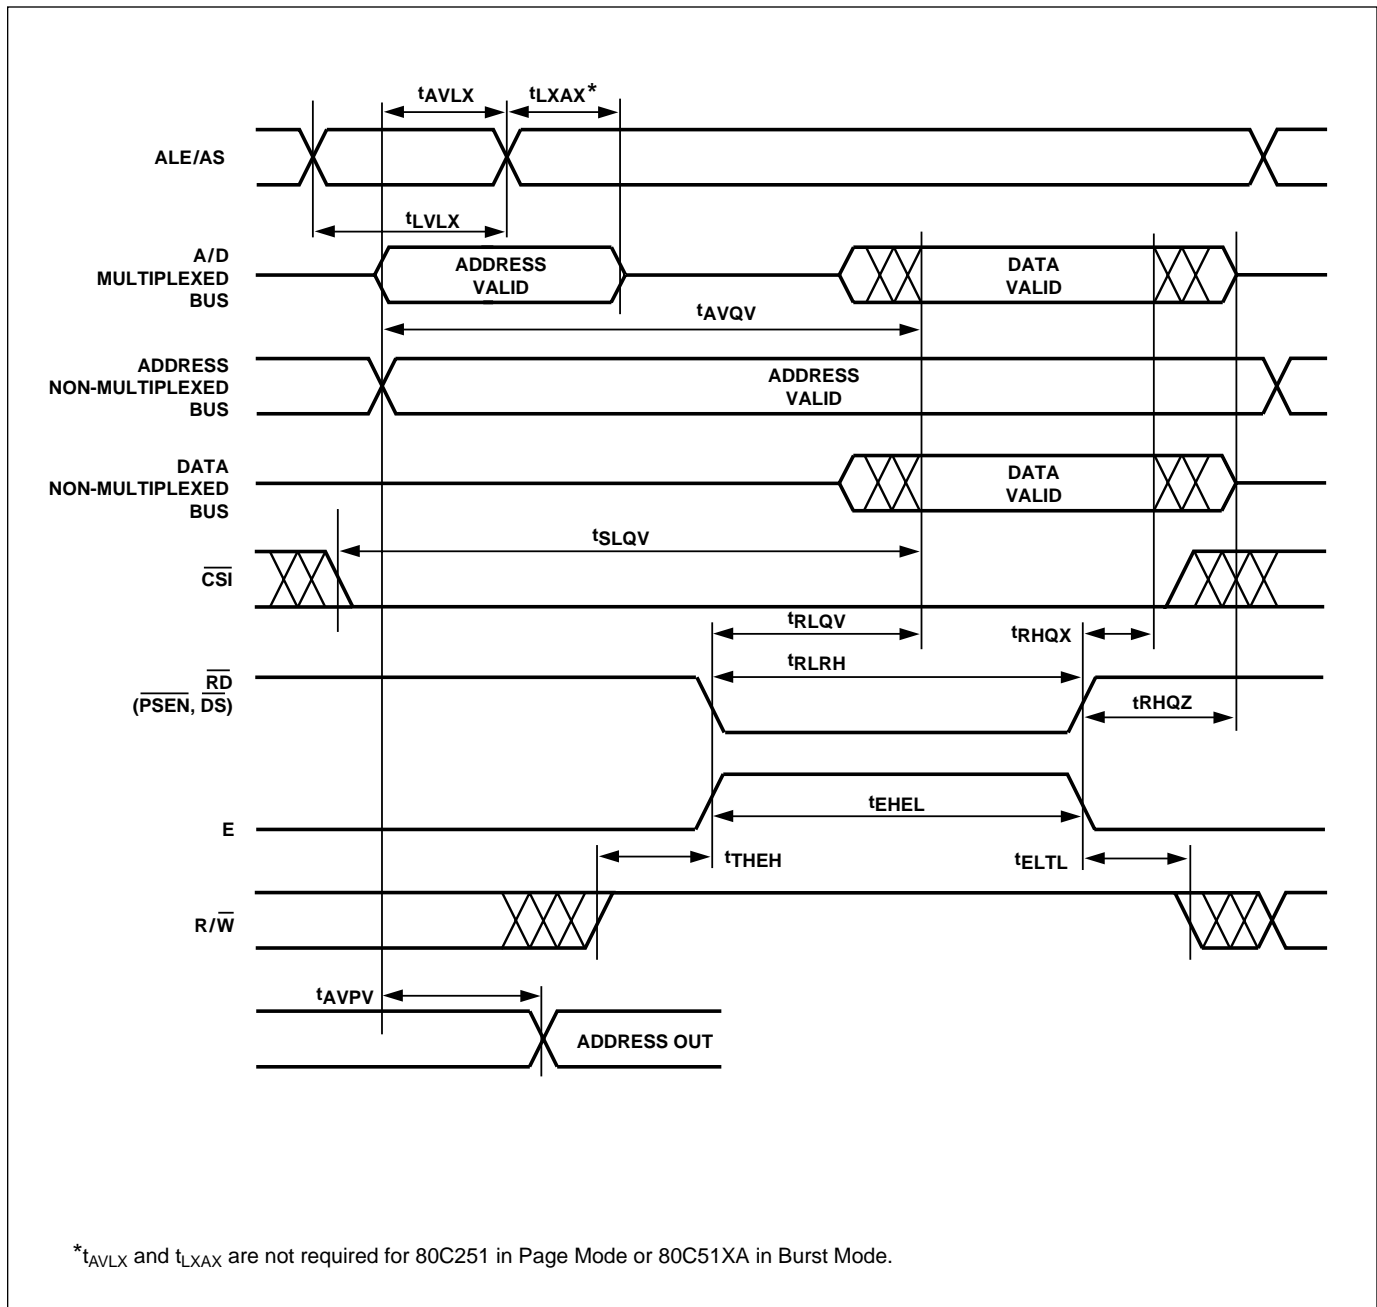 tAVLX tLXAX*
ALE/AS
tLVLX
A/D
MULTIPLEXED
BUS
ADDRESS
VALID
DATA
VALID
tAVQV
ADDRESS
NON-MULTIPLEXED
BUS
ADDRESS
VALID
DATA
NON-MULTIPLEXED
BUS
DATA
VALID
tSLQV
CSI
tRLQV tRHQX
tRLRH
RD
(PSEN, DS)
tRHQZ
tEHEL
E
tTHEH tELTL
R/W
tAVPV
ADDRESS OUT
*tAVLX and tLXAX are not required for 80C251 in Page Mode or 80C51XA in Burst Mode.